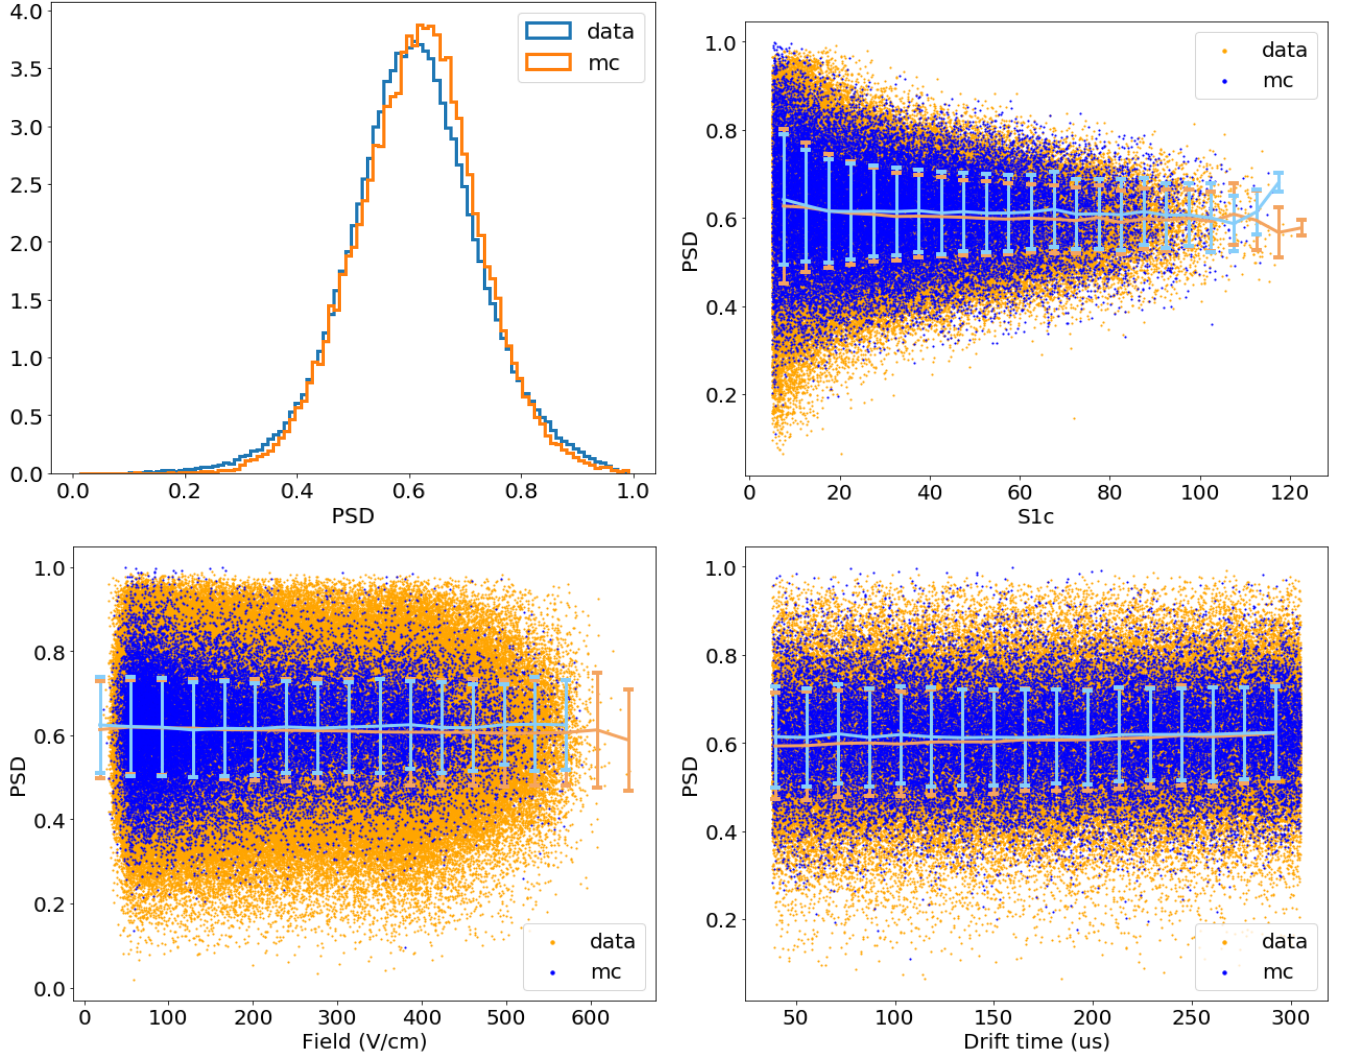 4.0
3.5
3.0
2.5
2.0
1.5
1.0
0.5
0.0
0.0 0.2 0.4 0.6 0.8 1.0
PSD
data
mc
1.0
0.8
0.6
0.4
0.2
PSD
0 20 40 60 80 100 120
S1c
data
mc
1.0
0.8
0.6
0.4
0.2
0.0
PSD
0 100 200 300 400 500 600
Field (V/cm)
data
mc
1.0
0.8
0.6
0.4
0.2
PSD
50 100 150 200 250 300
Drift time (us)
data
mc